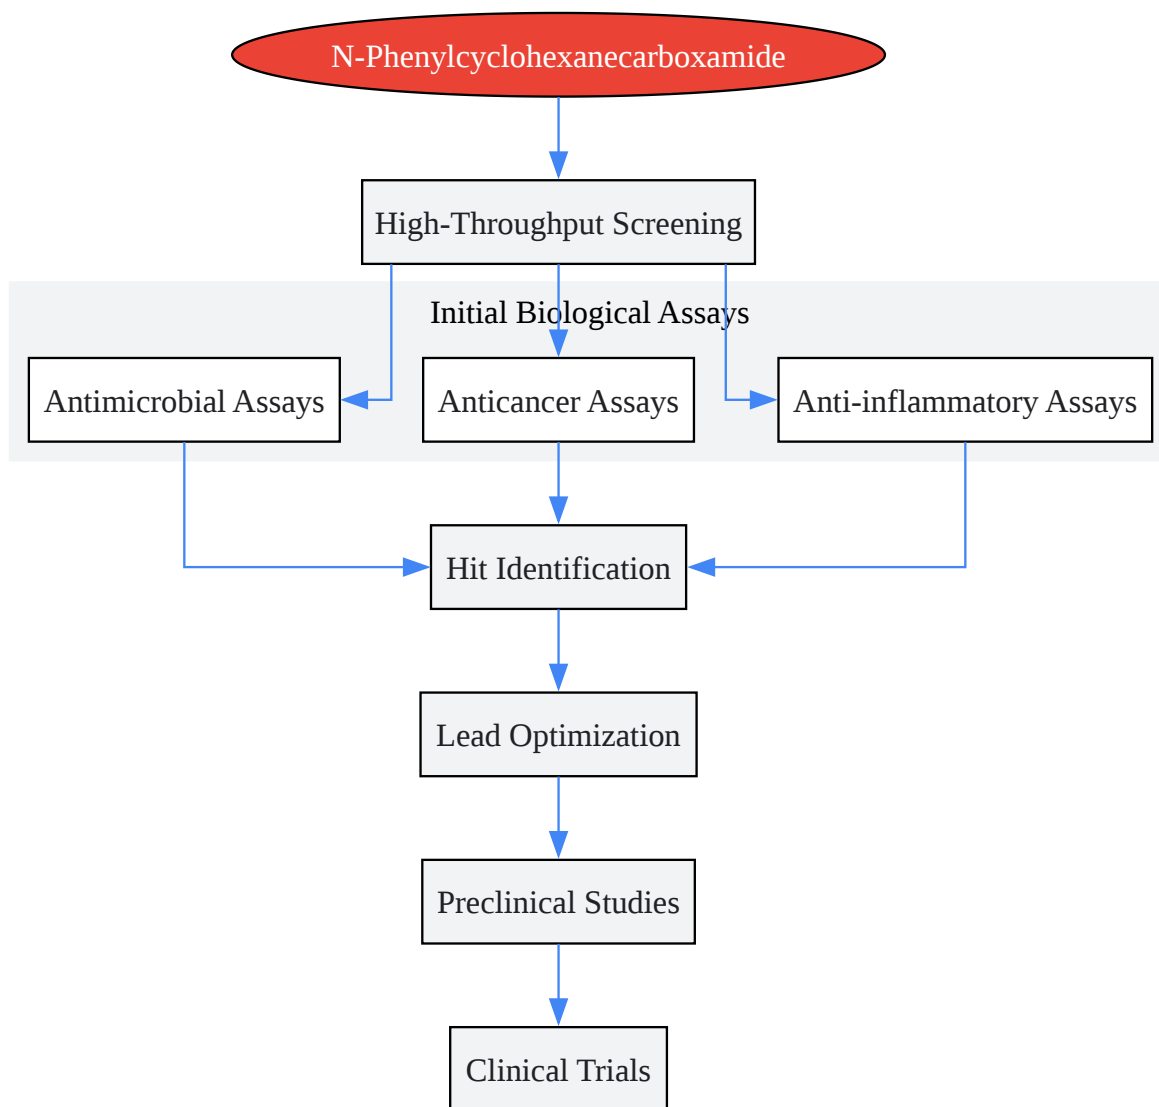 N-Phenylcyclohexanecarboxamide
High-Throughput Screening
Initial Biological Assays
Antimicrobial Assays
Anticancer Assays
Anti-inflammatory Assays
Hit Identification
Lead Optimization
Preclinical Studies
Clinical Trials